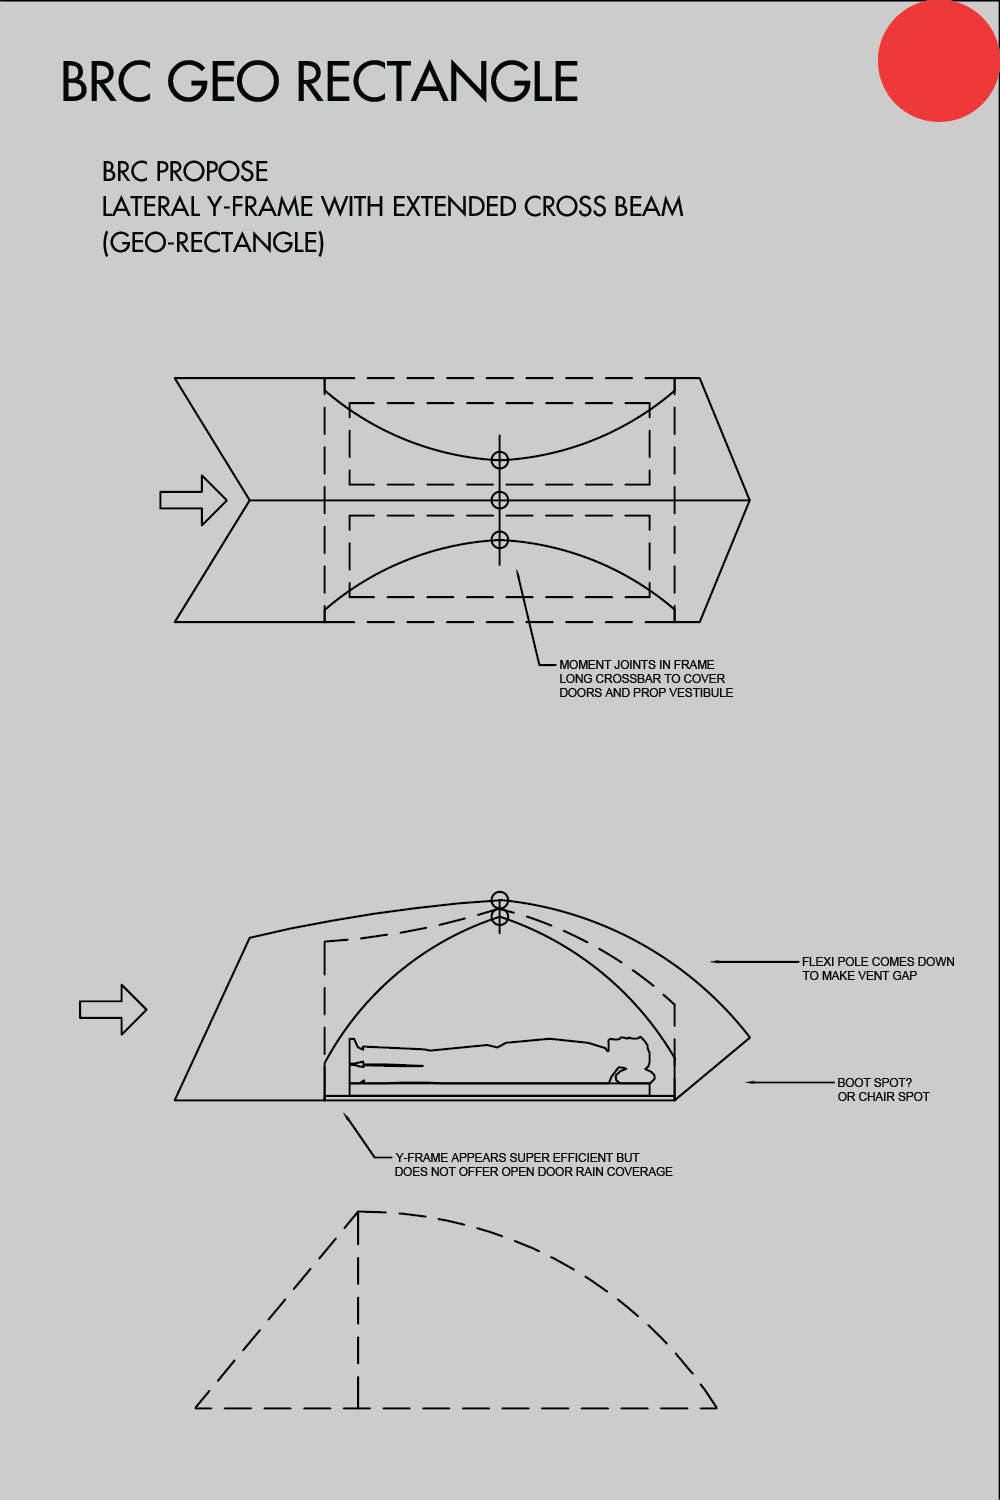 BRC GEO RECTANGLE
BRC PROPOSE
LATERAL Y-FRAME WITH EXTENDED CROSS BEAM
(GEO-RECTANGLE)
MOMENT JOINTS IN FRAME
LONG CROSSBAR TO COVER
DOORS AND PROP VESTIBULE
FLEXI POLE COMES DOWN
TO MAKE VENT GAP
BOOT SPOT?
OR CHAIR SPOT
Y-FRAME APPEARS SUPER EFFICIENT BUT
DOES NOT OFFER OPEN DOOR RAIN COVERAGE